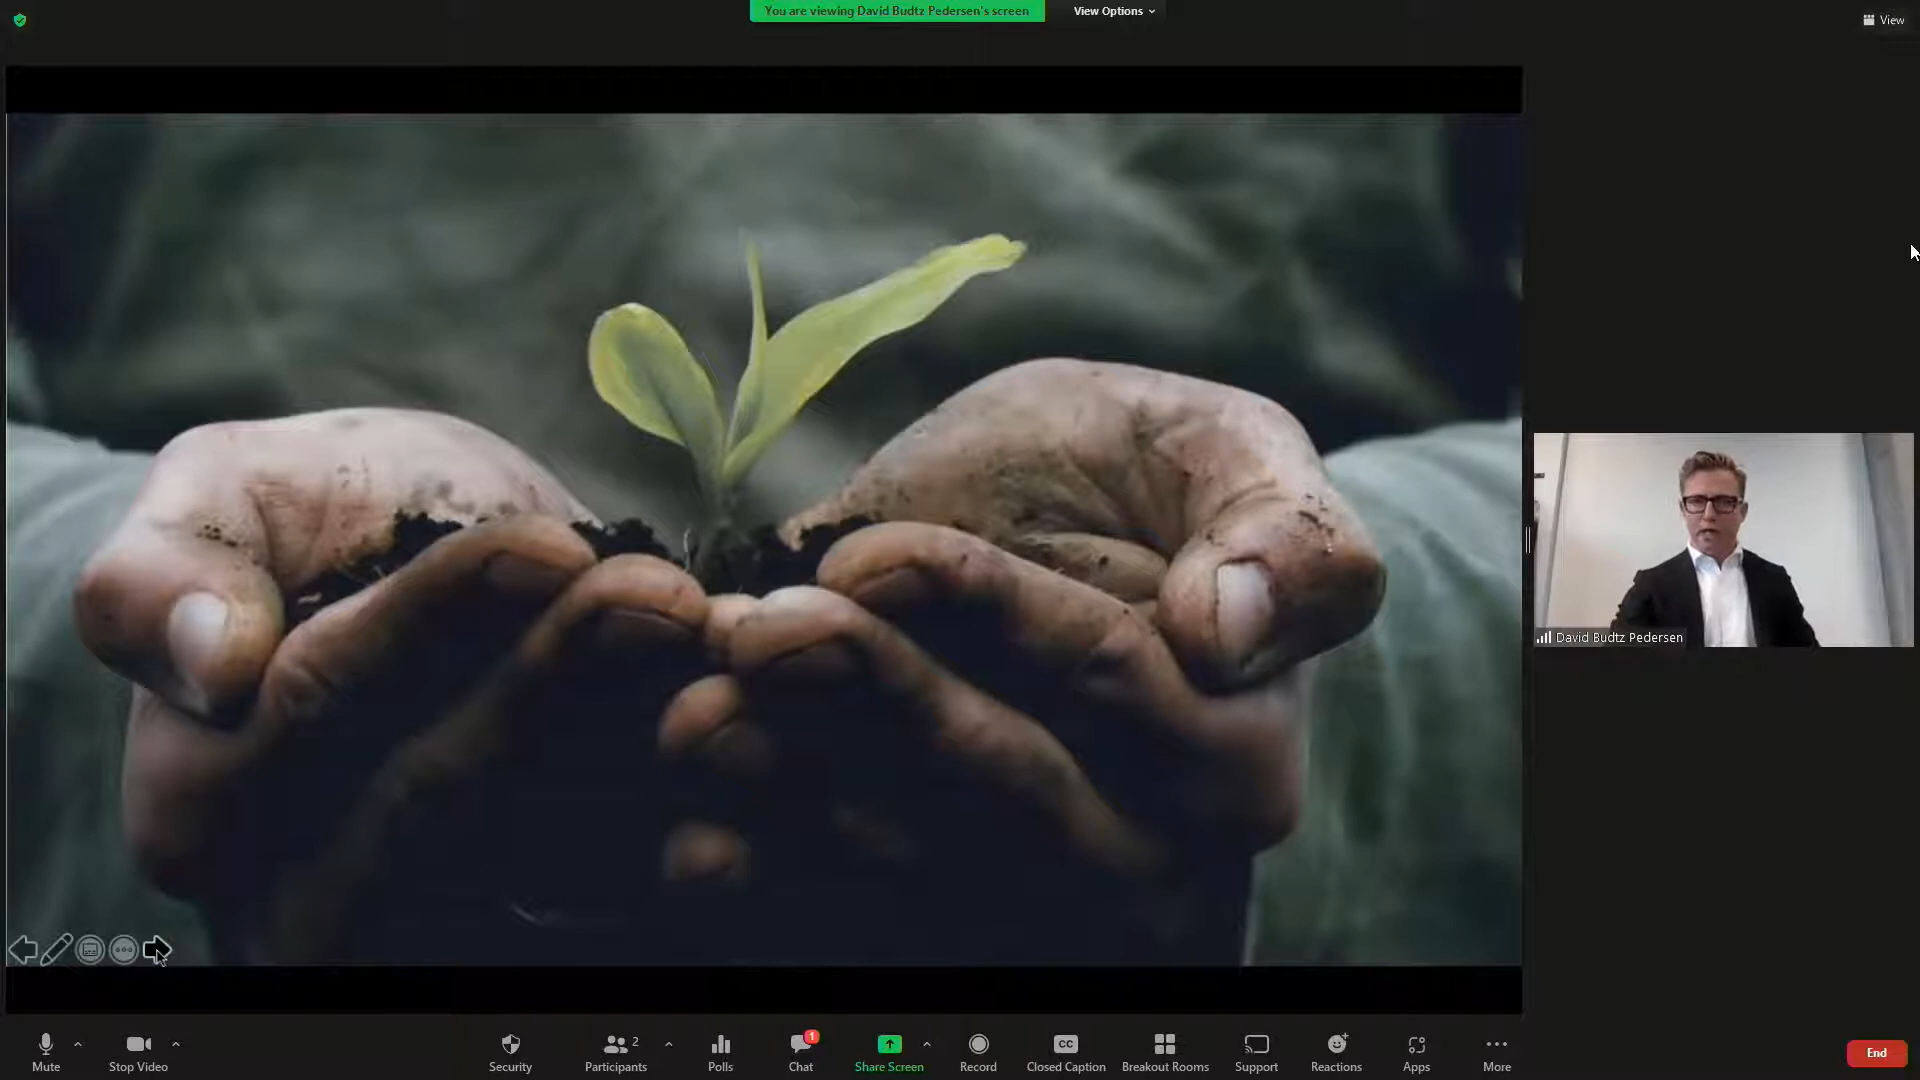 You are viewing David Budtz Pedersen's screen
View Options
View
David Budtz Pedersen
Mute
Stop Video
Security
2
Participants
Polls
1
Chat
Share Screen
Record
CC
Closed Caption
Breakout Rooms
Support
Reactions
Apps
More
End